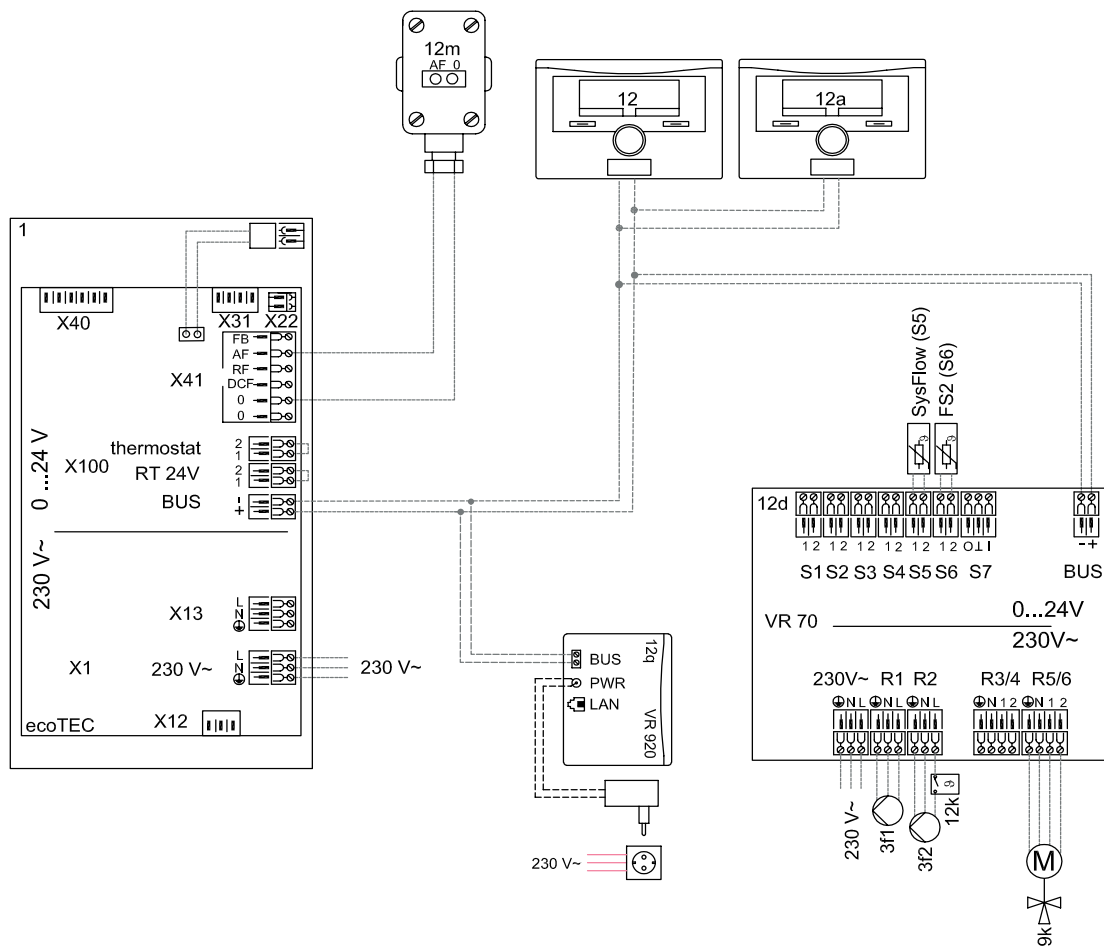 12m
AF 0
12
12a
1
X40
X31
X22
FB
AF
RF
DCF
0
0
X41
0 ...24 V
230 V~
X100
thermostat
2
1
RT 24V
2
1
BUS
-
+
X13
L
N
X1
230 V~
L
N
230 V~
X12
ecoTEC
12q
BUS
PWR
LAN
VR 920
230 V~
SysFlow (S5)
FS2 (S6)
12d
1 2
1 2
1 2
1 2
1 2
1 2
O T I
- +
S1 S2 S3 S4 S5 S6 S7
BUS
VR 70
0...24V
230V~
230V~ R1 R2
R3/4 R5/6
N L
N L
N L
N 1 2
N 1 2
230 V~
3f1
3f2
12k
M
9k